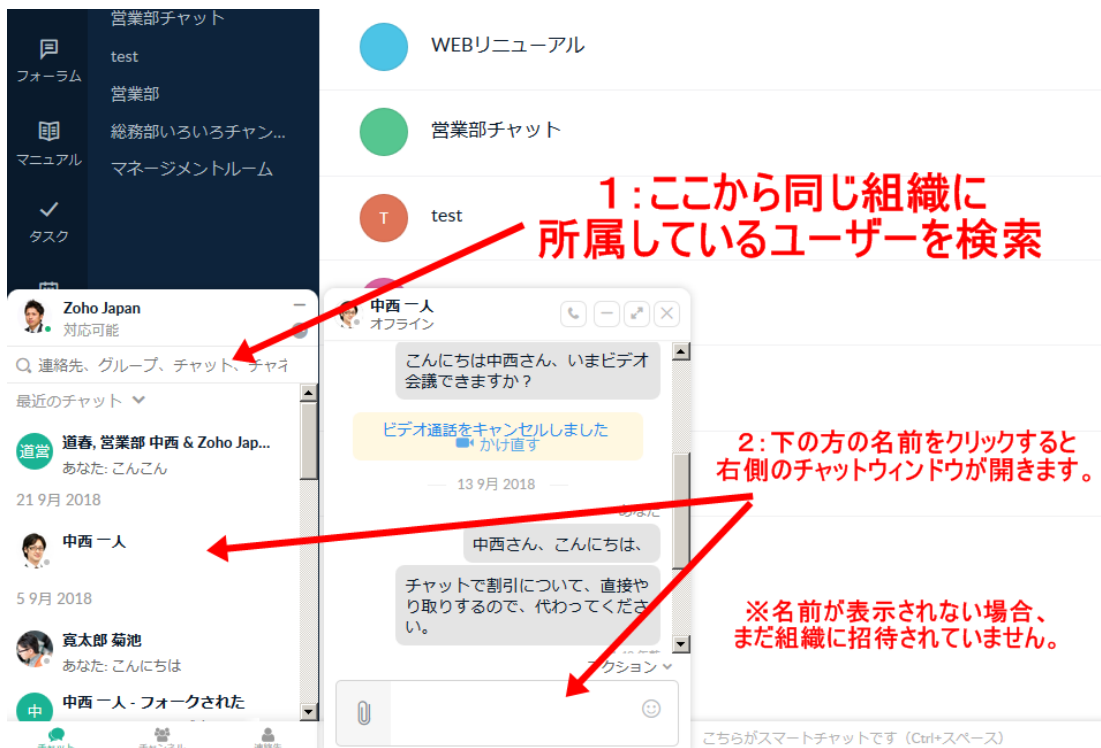 営業部チャット
フォーラム
test
営業部
マニュアル
総務部いろいろチャン...
マネージメントルーム
タスク
WEBリニューアル
営業部チャット
T
test
1:ここから同じ組織に
所属しているユーザーを検索
Zoho Japan
対応可能
連絡先、グループ、チャット、チャネ
最近のチャット
道営
道春, 営業部 中西 & Zoho Jap...
あなた: こんこん
21 9月 2018
中西 一人
5 9月 2018
寛太郎 菊池
あなた: こんにちは
中
中西 一人 - フォークされた
チャット
チャンネル
連絡先
中西 一人
オフライン
こんにちは中西さん、いまビデオ
会議できますか？
ビデオ通話をキャンセルしました
かけ直す
13 9月 2018
あなた
中西さん、こんにちは、
チャットで割引について、直接や
り取りするので、代わってくださ
い。
アクション
2:下の方の名前をクリックすると
右側のチャットウィンドウが開きます。
※名前が表示されない場合、
まだ組織に招待されていません。
こちらがスマートチャットです（Ctrl+スペース）